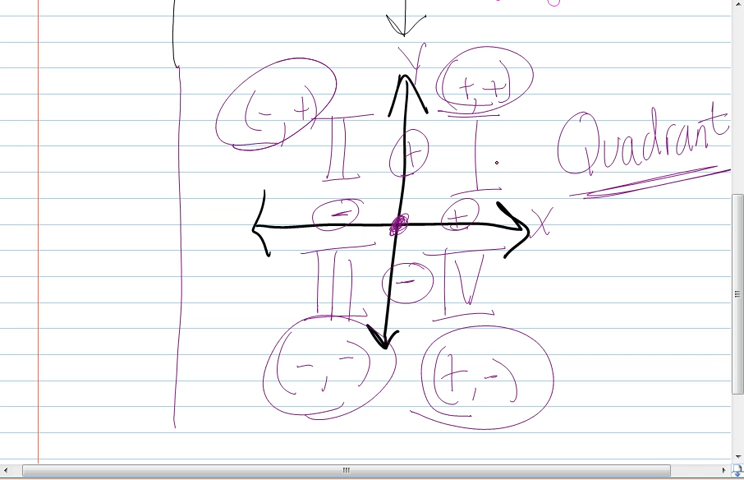 Y
(-,+) (+,+)
II + I Quadrant
- + X
III - IV
(-,-) (+,-)